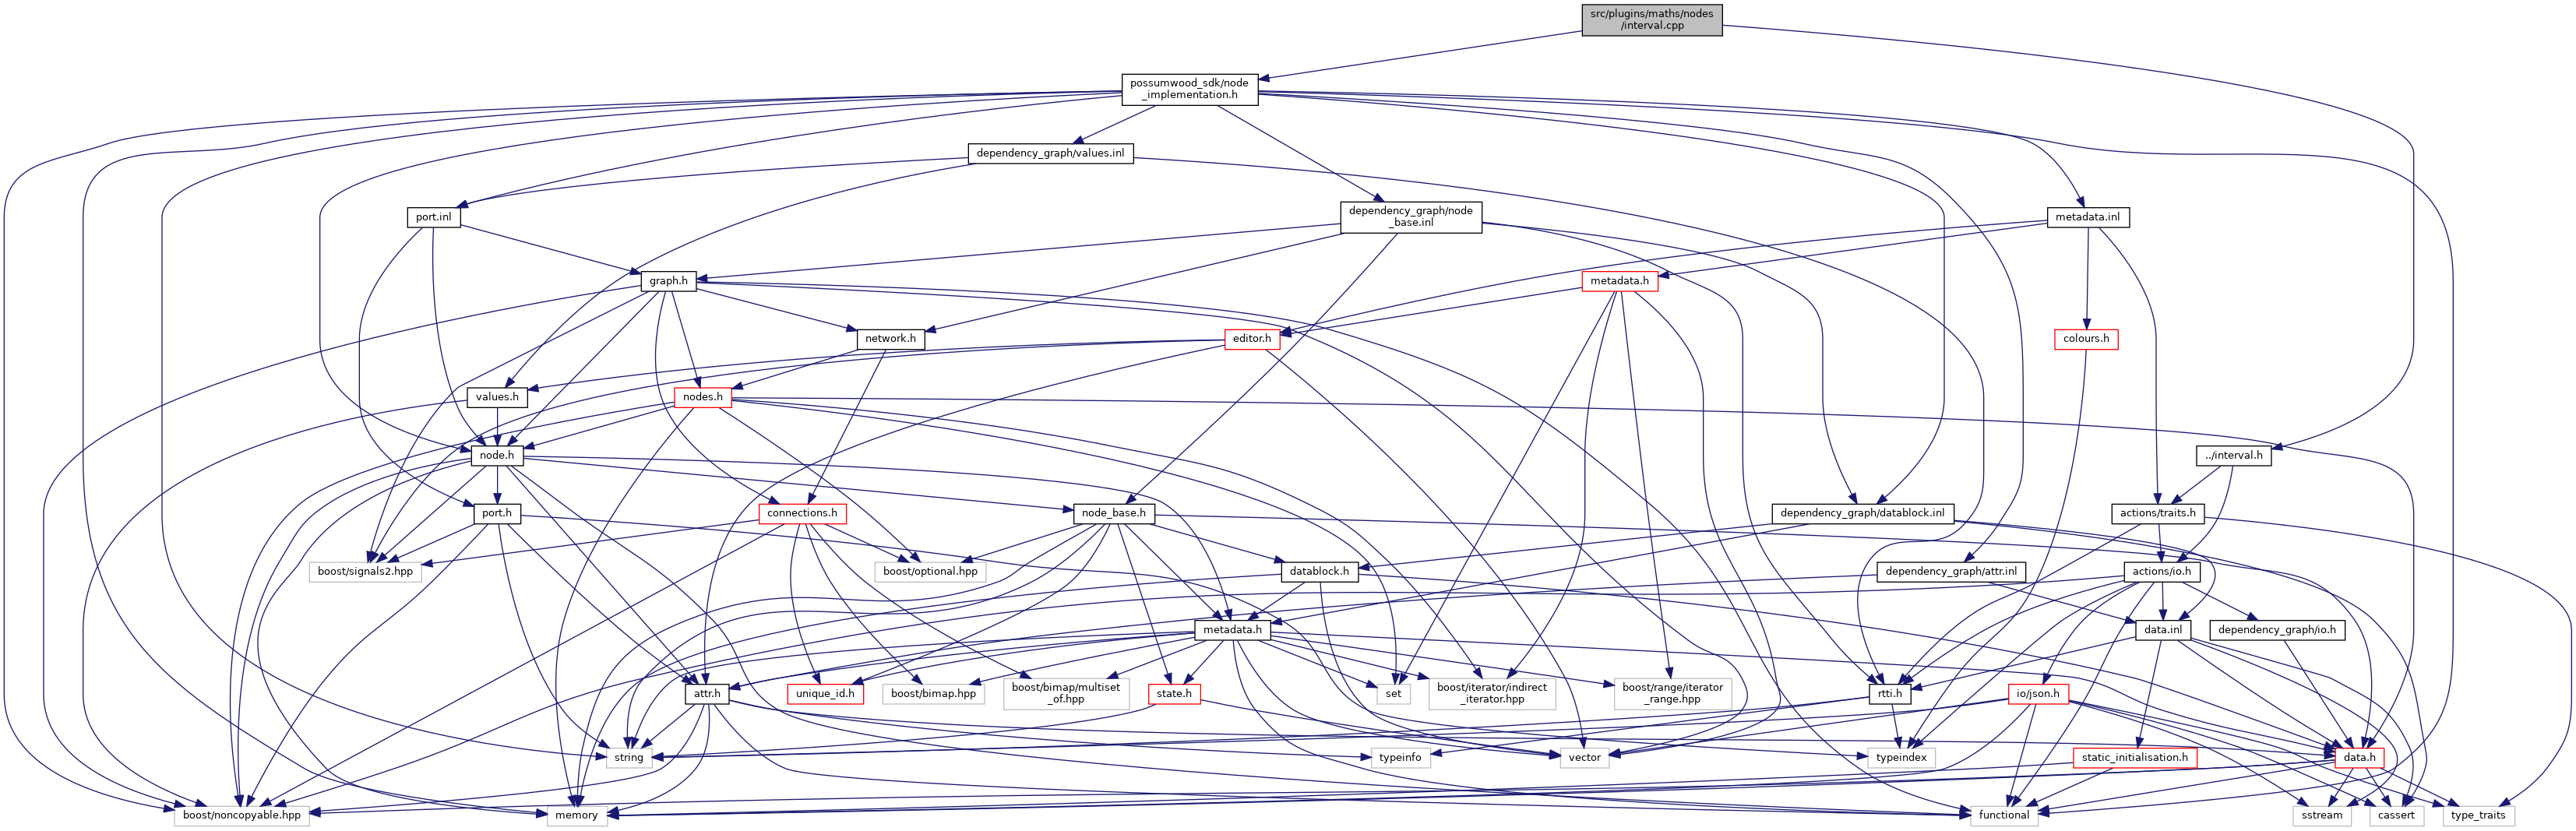 src/plugins/maths/nodes
/interval.cpp
possumwood_sdk/node
_implementation.h
dependency_graph/values.inl
port.inl
dependency_graph/node
_base.inl
metadata.inl
graph.h
metadata.h
network.h
editor.h
colours.h
values.h
nodes.h
node.h
../interval.h
port.h
connections.h
node_base.h
dependency_graph/datablock.inl
actions/traits.h
boost/signals2.hpp
boost/optional.hpp
datablock.h
dependency_graph/attr.inl
actions/io.h
metadata.h
data.inl
dependency_graph/io.h
attr.h
unique_id.h
boost/bimap.hpp
boost/bimap/multiset
_of.hpp
state.h
set
boost/iterator/indirect
_iterator.hpp
boost/range/iterator
_range.hpp
rtti.h
io/json.h
string
typeinfo
vector
typeindex
static_initialisation.h
data.h
boost/noncopyable.hpp
memory
functional
sstream
cassert
type_traits